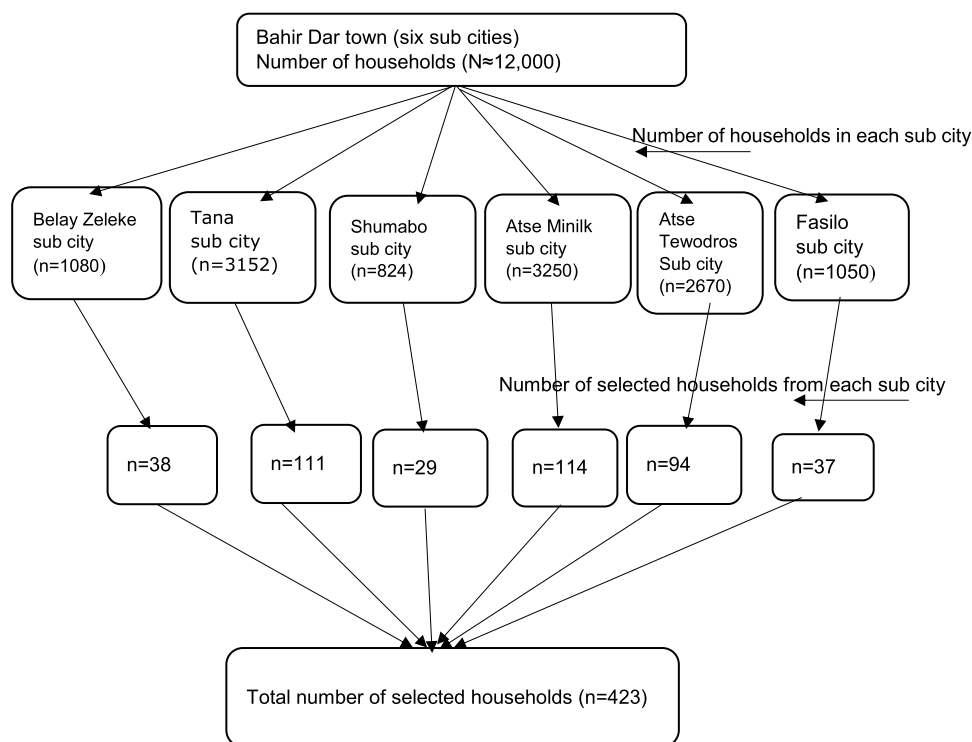 Bahir Dar town (six sub cities)
Number of households (N≈12,000)
Number of households in each sub city
Belay Zeleke
sub city
(n=1080)
Tana
sub city
(n=3152)
Shumabo
sub city
(n=824)
Atse Minilk
sub city
(n=3250)
Atse
Tewodros
Sub city
(n=2670)
Fasilo
sub city
(n=1050)
Number of selected households from each sub city
n=38
n=111
n=29
n=114
n=94
n=37
Total number of selected households (n=423)